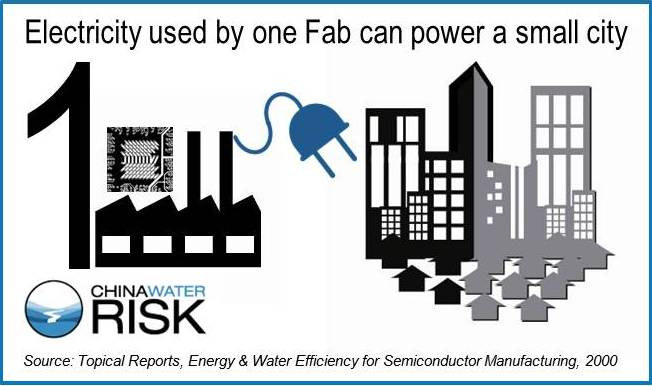 Electricity used by one Fab can power a small city
1
CHINAWATER
RISK
Source: Topical Reports, Energy & Water Efficiency for Semiconductor Manufacturing, 2000